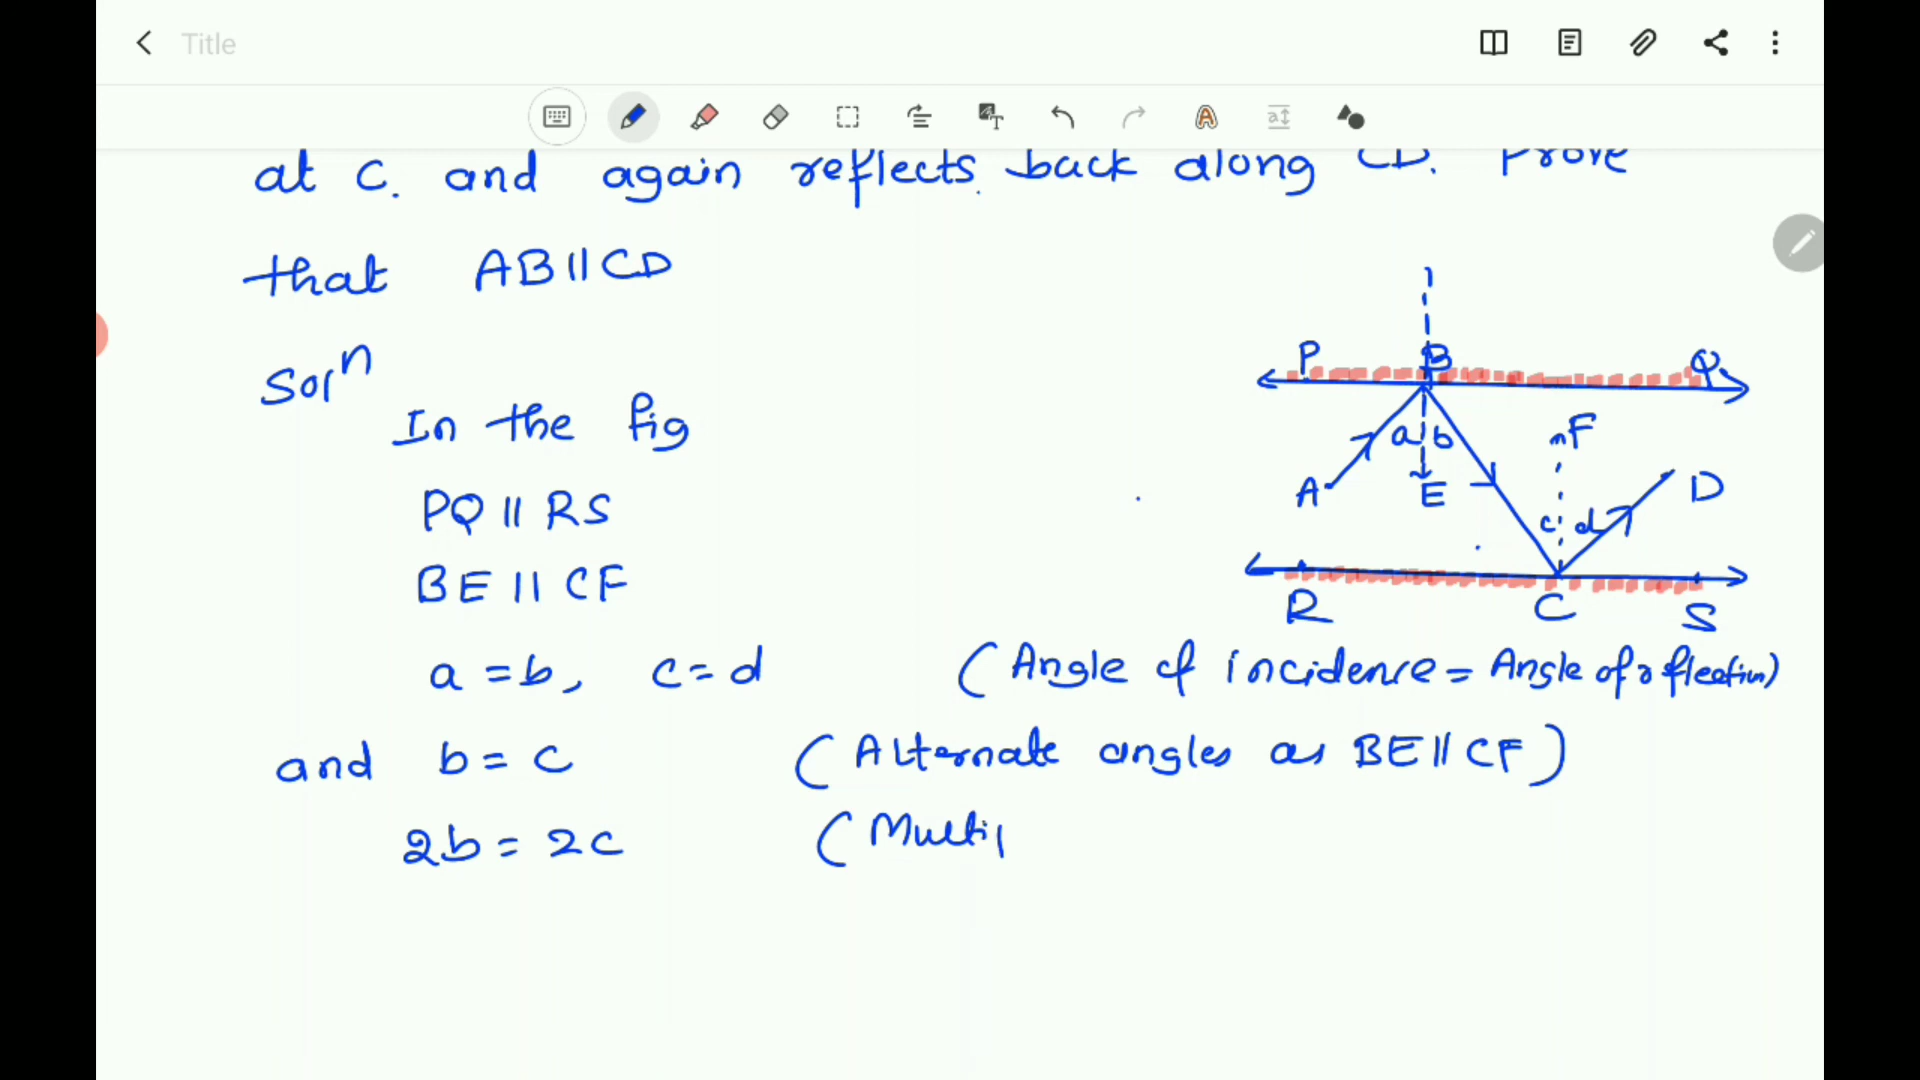 Title
at C. and again reflects back along CD. Prove
that AB || CD
Solⁿ
In the fig
PQ || RS
BE || CF
a = b, c = d (Angle of incidence = Angle of reflection)
and b = c (Alternate angles as BE || CF)
2b = 2c (Multip
P B Q
a b F
A E D
c d
R C S